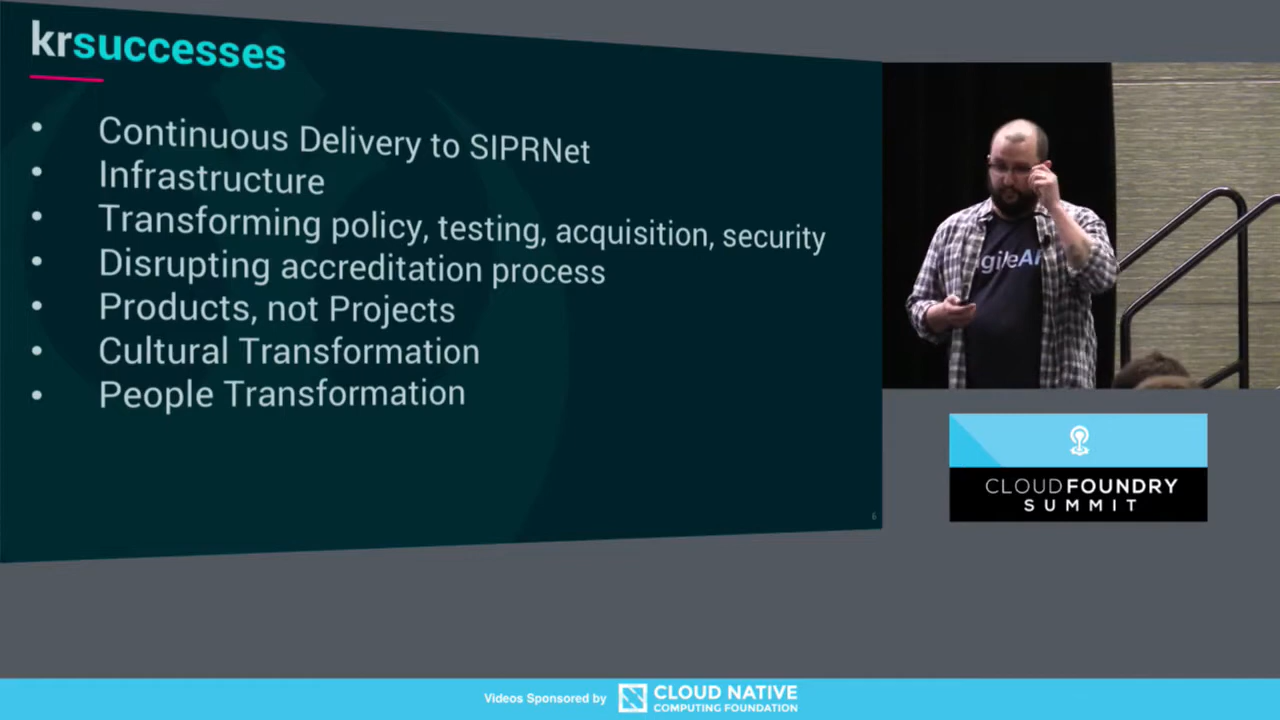 krsuccesses
• Continuous Delivery to SIPRNet
• Infrastructure
• Transforming policy, testing, acquisition, security
• Disrupting accreditation process
• Products, not Projects
• Cultural Transformation
• People Transformation
6
CLOUD FOUNDRY
SUMMIT
Videos Sponsored by
CLOUD NATIVE
COMPUTING FOUNDATION